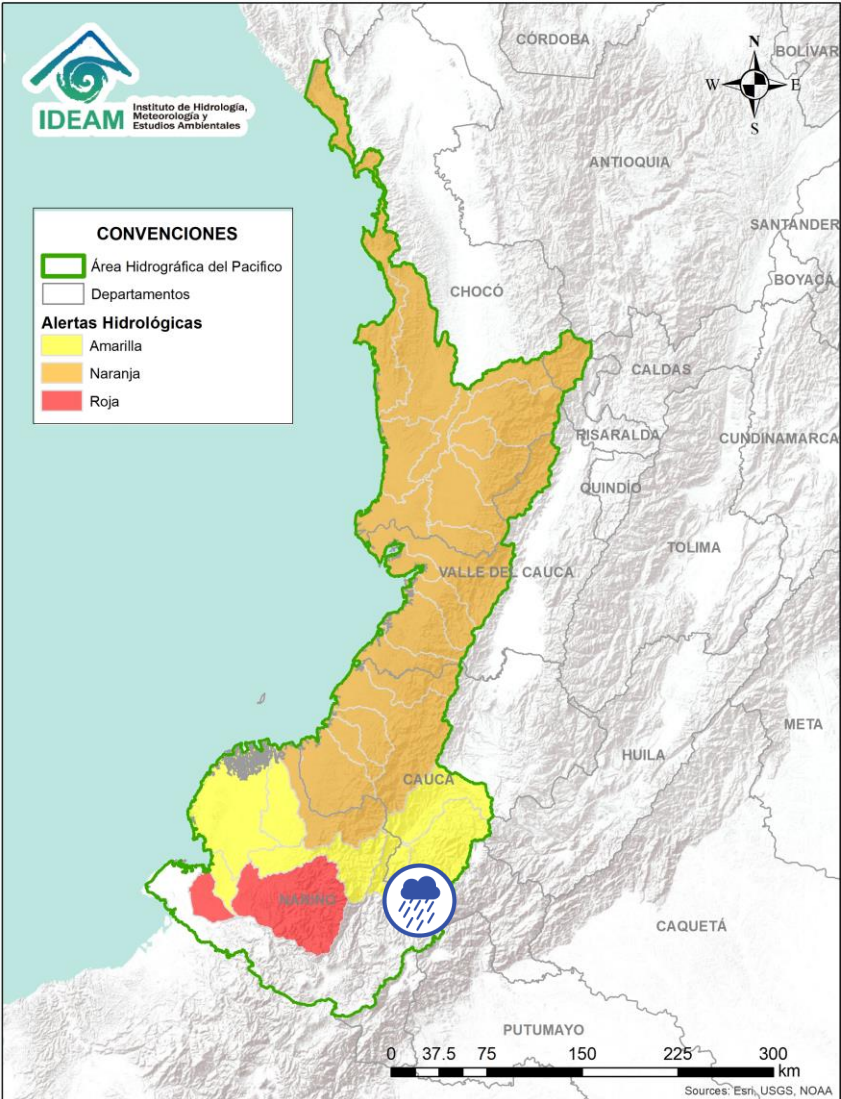 IDEAM
Instituto de Hidrología,
Meteorología y
Estudios Ambientales
CÓRDOBA
BOLÍVAR
N
W
E
S
ANTIOQUIA
SANTANDER
BOYACÁ
CONVENCIONES
Área Hidrográfica del Pacifico
Departamentos
Alertas Hidrológicas
Amarilla
Naranja
Roja
CHOCÓ
CALDAS
RISARALDA
CUNDINAMARCA
QUINDÍO
TOLIMA
VALLE DEL CAUCA
META
HUILA
CAUCA
NARIÑO
CAQUETÁ
PUTUMAYO
0 37.5 75 150 225 300
km
Sources: Esri, USGS, NOAA